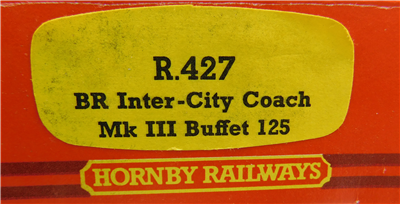 R.427
BR Inter-City Coach
Mk III Buffet 125
HORNBY RAILWAYS